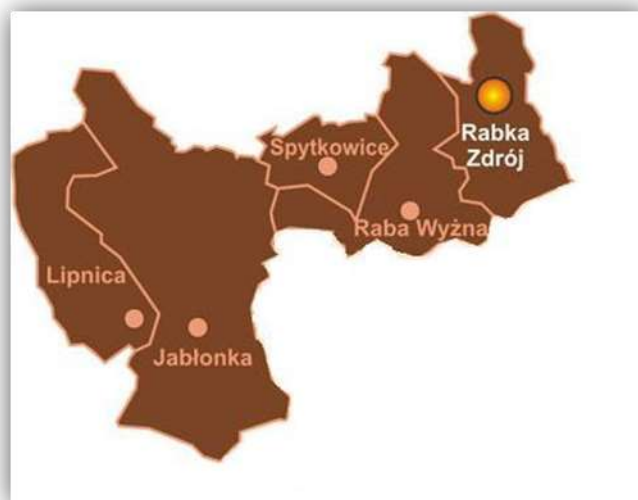 Spytkowice
Rabka
Zdrój
Raba Wyżna
Lipnica
Jabłonka